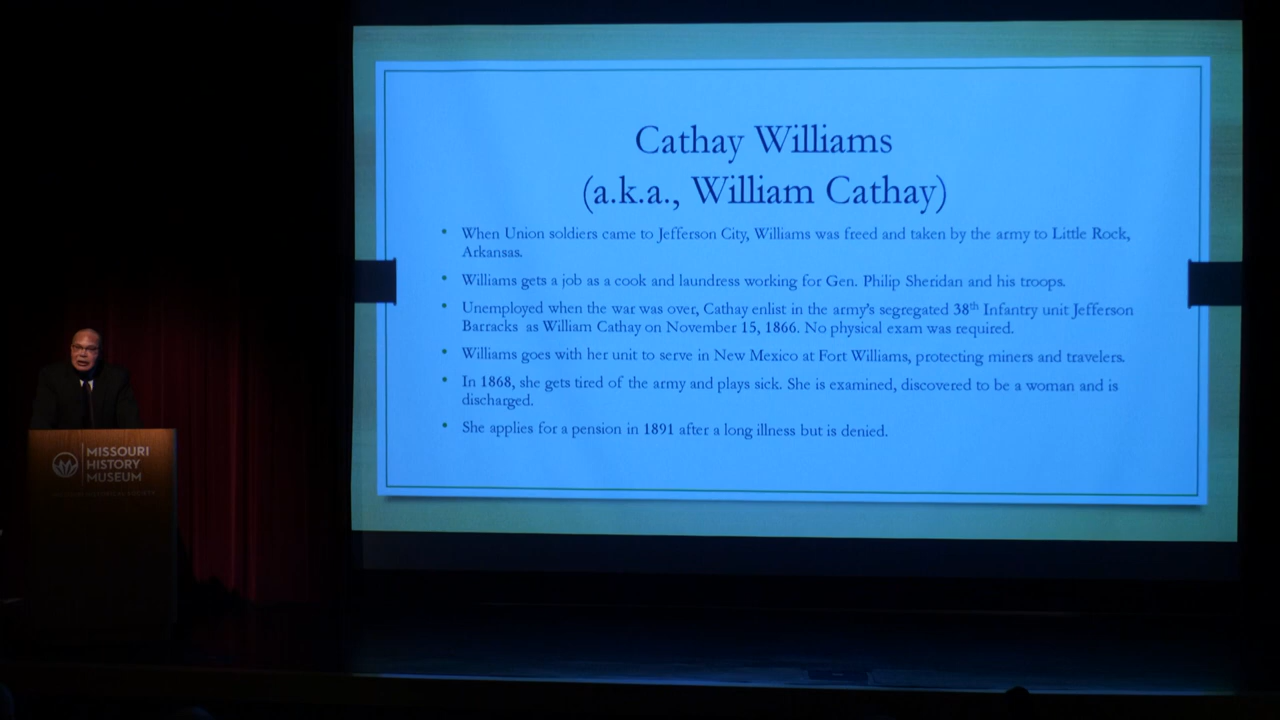 Cathay Williams
(a.k.a., William Cathay)
• When Union soldiers came to Jefferson City, Williams was freed and taken by the army to Little Rock,
Arkansas.
• Williams gets a job as a cook and laundress working for Gen. Philip Sheridan and his troops.
• Unemployed when the war was over, Cathay enlist in the army's segregated 38th Infantry unit Jefferson
Barracks as William Cathay on November 15, 1866. No physical exam was required.
• Williams goes with her unit to serve in New Mexico at Fort Williams, protecting miners and travelers.
• In 1868, she gets tired of the army and plays sick. She is examined, discovered to be a woman and is
discharged.
• She applies for a pension in 1891 after a long illness but is denied.
MISSOURI
HISTORY
MUSEUM